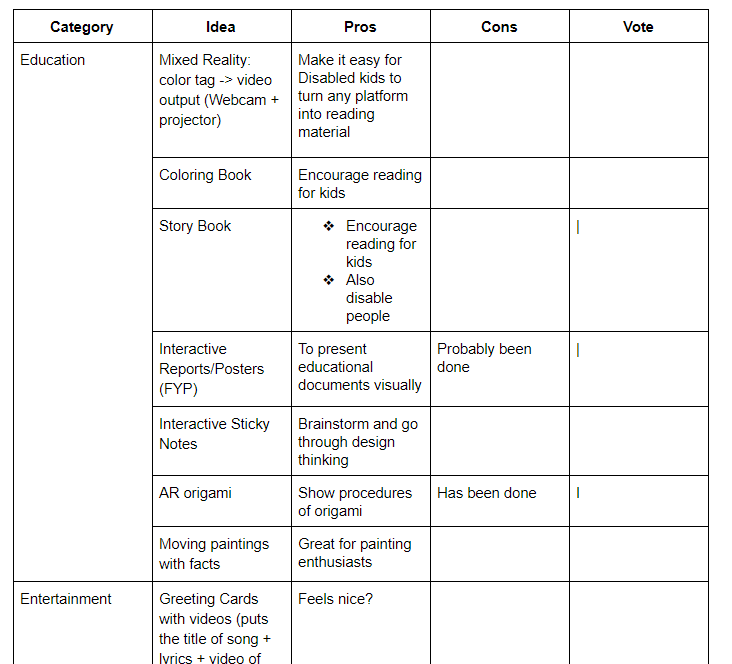 Category Idea Pros Cons Vote
Education
Mixed Reality:
color tag -> video
output (Webcam +
projector)
Make it easy for
Disabled kids to
turn any platform
into reading
material
Coloring Book
Encourage reading
for kids
Story Book
❖ Encourage
reading for
kids
❖ Also
disable
people
|
Interactive
Reports/Posters
(FYP)
To present
educational
documents visually
Probably been
done
|
Interactive Sticky
Notes
Brainstorm and go
through design
thinking
AR origami
Show procedures
of origami
Has been done
I
Moving paintings
with facts
Great for painting
enthusiasts
Entertainment
Greeting Cards
with videos (puts
the title of song +
lyrics + video of
Feels nice?